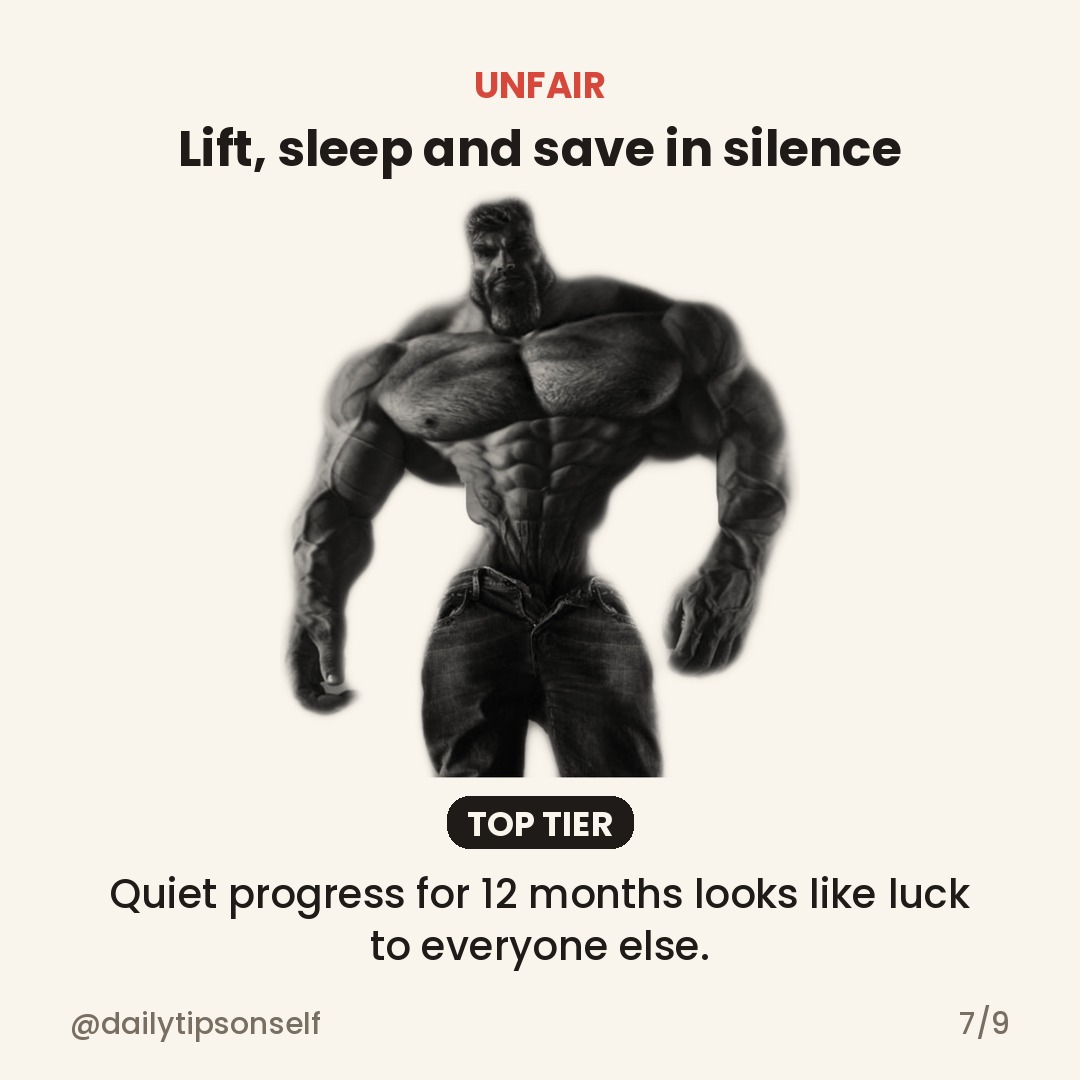 UNFAIR
Lift, sleep and save in silence
TOP TIER
Quiet progress for 12 months looks like luck
to everyone else.
@dailytipsonself
7/9